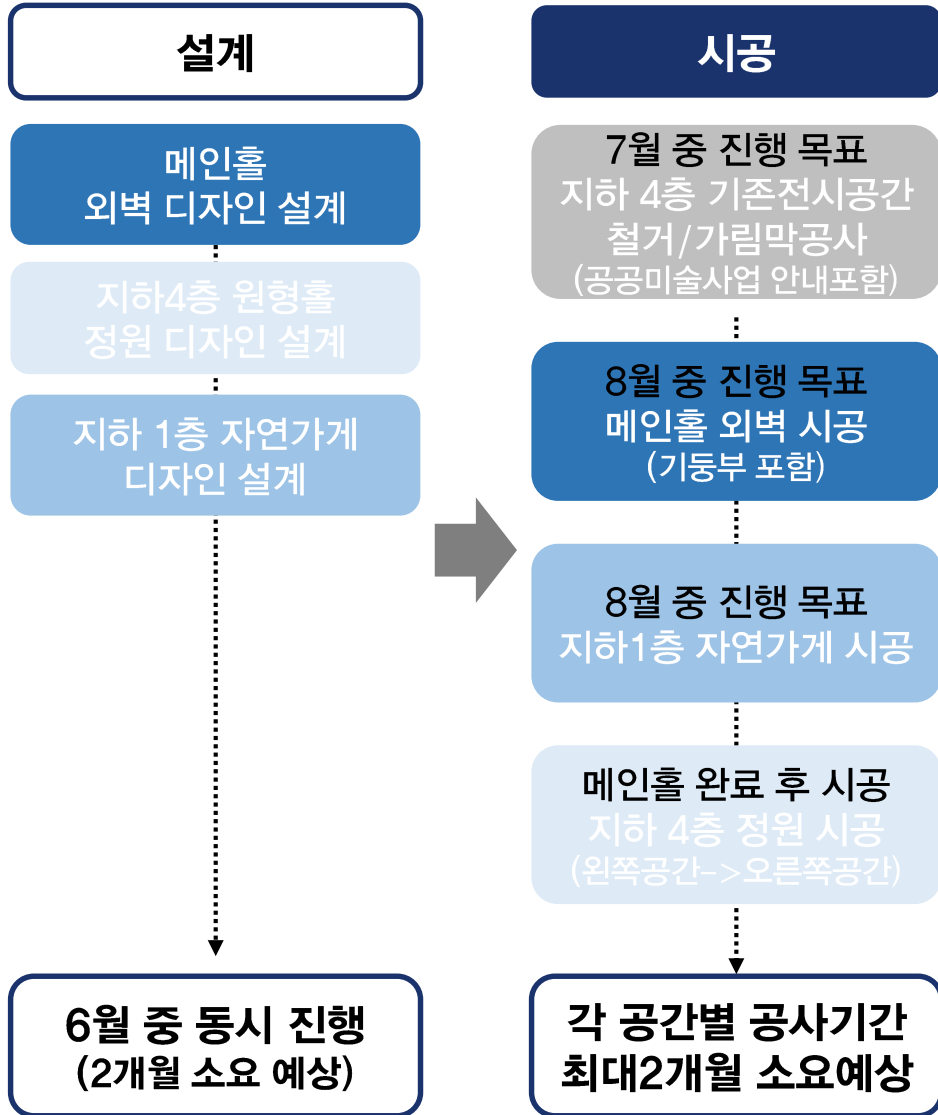 설계
메인홀
외벽 디자인 설계
지하4층 원형홀
정원 디자인 설계
지하 1층 자연가게
디자인 설계
6월 중 동시 진행
(2개월 소요 예상)
시공
7월 중 진행 목표
지하 4층 기존전시공간
철거/가림막공사
(공공미술사업 안내포함)
8월 중 진행 목표
메인홀 외벽 시공
(기둥부 포함)
8월 중 진행 목표
지하1층 자연가게 시공
메인홀 완료 후 시공
지하 4층 정원 시공
(왼쪽공간->오른쪽공간)
각 공간별 공사기간
최대2개월 소요예상